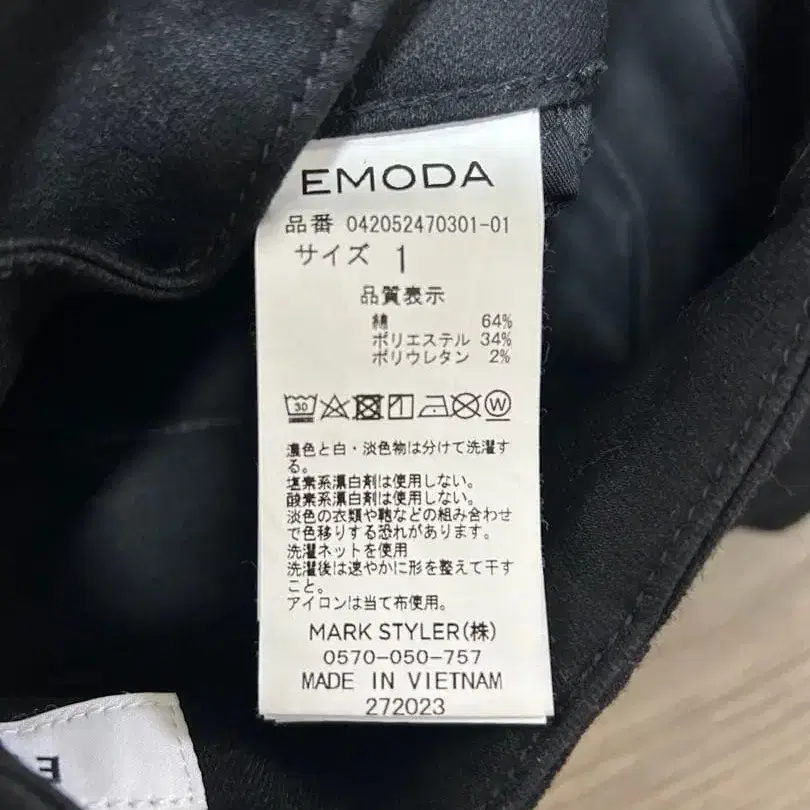 EMODA
品番 042052470301-01
サイズ 1
品質表示
綿 64%
ポリエステル 34%
ポリウレタン 2%
30
W
濃色と白・淡色物は分けて洗濯す
る。
塩素系漂白剤は使用しない。
酸素系漂白剤は使用しない。
淡色の衣類や鞄などの組み合わせ
で色移りする恐れがあります。
洗濯ネットを使用
洗濯後は速やかに形を整えて干す
こと。
アイロンは当て布使用。
MARK STYLER(株)
0570-050-757
MADE IN VIETNAM
272023
E